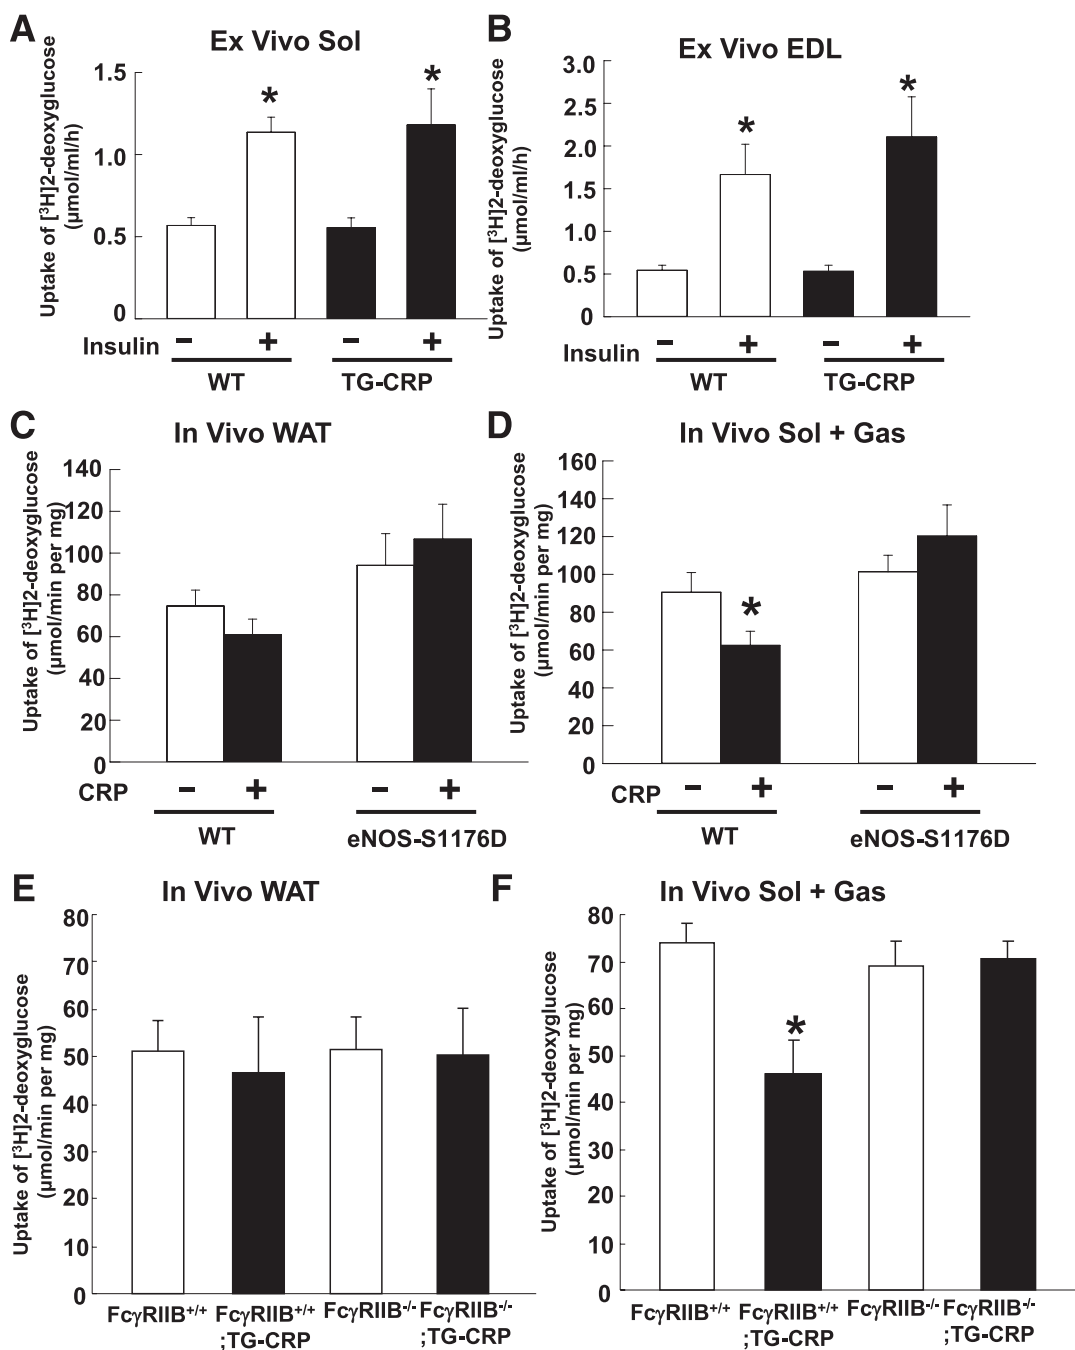 A
Ex Vivo Sol
Uptake of [³H]2-deoxyglucose
(μmol/ml/h)
1.5
1.0
0.5
0
*
*
Insulin
−
+
−
+
WT
TG-CRP
B
Ex Vivo EDL
Uptake of [³H]2-deoxyglucose
(μmol/ml/h)
3.0
2.5
2.0
1.5
1.0
0.5
0
*
*
Insulin
−
+
−
+
WT
TG-CRP
C
In Vivo WAT
Uptake of [³H]2-deoxyglucose
(μmol/min per mg)
140
120
100
80
60
40
20
0
CRP
−
+
−
+
WT
eNOS-S1176D
D
In Vivo Sol + Gas
Uptake of [³H]2-deoxyglucose
(μmol/min per mg)
160
140
120
100
80
60
40
20
0
*
CRP
−
+
−
+
WT
eNOS-S1176D
E
In Vivo WAT
Uptake of [³H]2-deoxyglucose
(μmol/min per mg)
80
70
60
50
40
30
20
10
0
FcγRIIB⁺/⁺
FcγRIIB⁺/⁺
;TG-CRP
FcγRIIB⁻/⁻
FcγRIIB⁻/⁻
;TG-CRP
F
In Vivo Sol + Gas
Uptake of [³H]2-deoxyglucose
(μmol/min per mg)
80
70
60
50
40
30
20
10
0
*
FcγRIIB⁺/⁺
FcγRIIB⁺/⁺
;TG-CRP
FcγRIIB⁻/⁻
FcγRIIB⁻/⁻
;TG-CRP